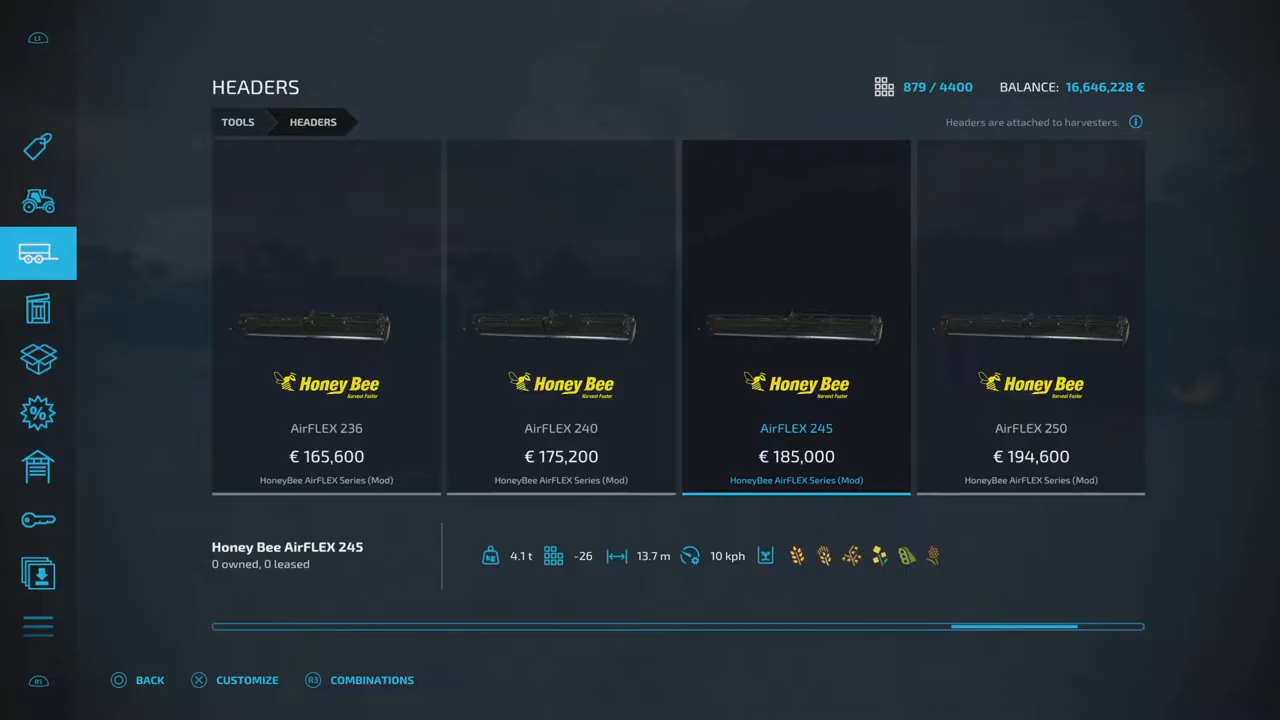 L1
HEADERS
879 / 4400
BALANCE: 16,646,228 €
TOOLS
HEADERS
Headers are attached to harvesters.
Honey Bee
Harvest Faster
AirFLEX 236
€ 165,600
HoneyBee AirFLEX Series (Mod)
Honey Bee
Harvest Faster
AirFLEX 240
€ 175,200
HoneyBee AirFLEX Series (Mod)
Honey Bee
Harvest Faster
AirFLEX 245
€ 185,000
HoneyBee AirFLEX Series (Mod)
Honey Bee
Harvest Faster
AirFLEX 250
€ 194,600
HoneyBee AirFLEX Series (Mod)
Honey Bee AirFLEX 245
0 owned, 0 leased
kg 4.1 t -26 13.7 m 10 kph
R1
BACK
CUSTOMIZE
R3 COMBINATIONS